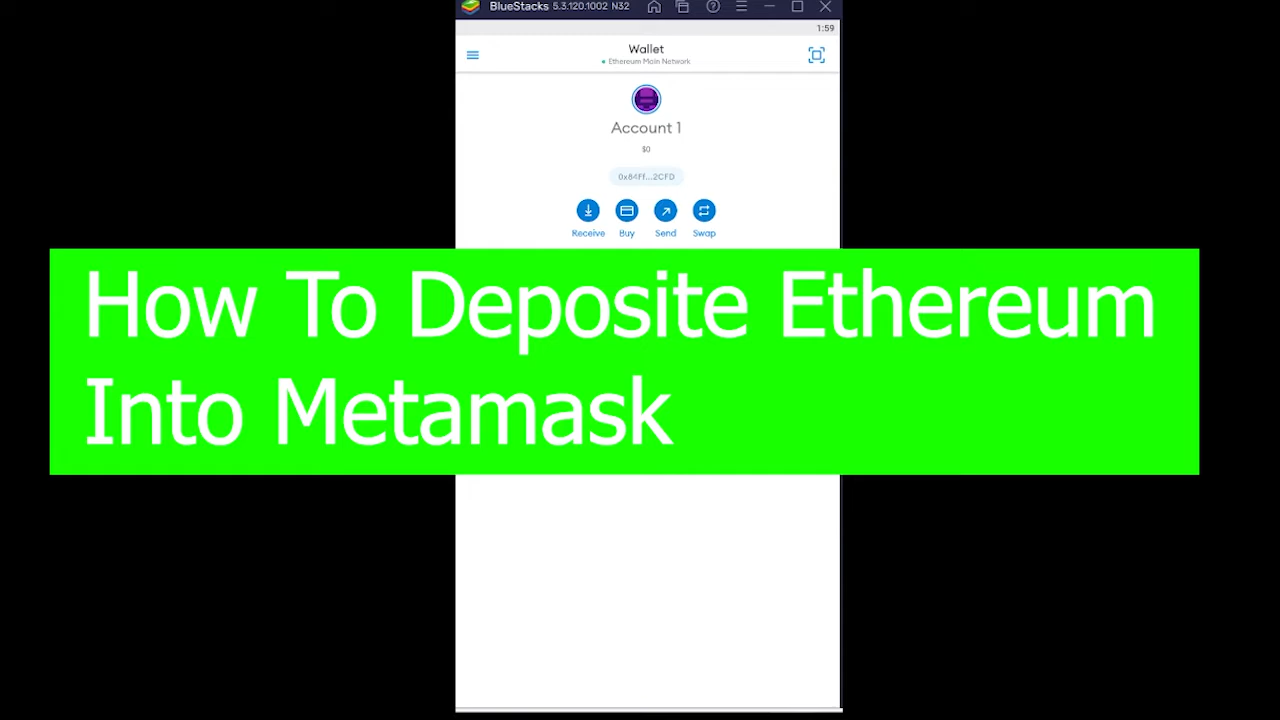 BlueStacks 5.3.120.1002 N32
1:59
Wallet
Ethereum Main Network
Account 1
$0
0x84Ff...2CFD
Receive Buy Send Swap
How To Deposite Ethereum
Into Metamask